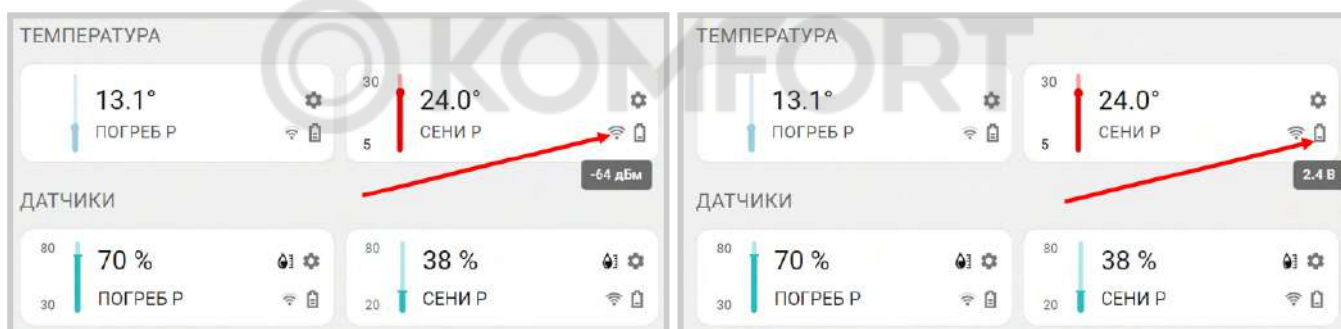 KOMFORT
ТЕМПЕРАТУРА
13.1°
ПОГРЕБ Р
30
5
24.0°
СЕНИ Р
-64 дБм
ДАТЧИКИ
80
30
70 %
ПОГРЕБ Р
80
20
38 %
СЕНИ Р
ТЕМПЕРАТУРА
13.1°
ПОГРЕБ Р
30
5
24.0°
СЕНИ Р
2.4 В
ДАТЧИКИ
80
30
70 %
ПОГРЕБ Р
80
20
38 %
СЕНИ Р